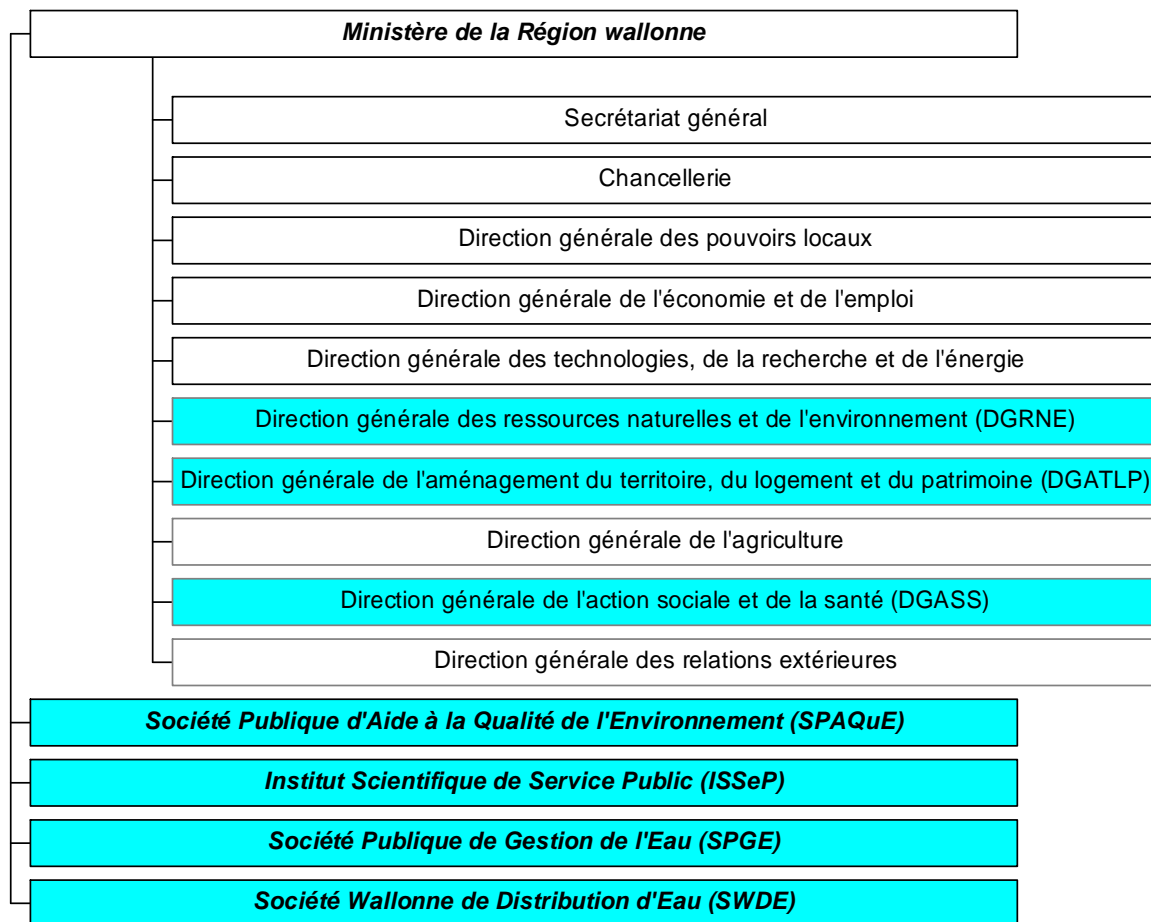 Ministère de la Région wallonne
Secrétariat général
Chancellerie
Direction générale des pouvoirs locaux
Direction générale de l'économie et de l'emploi
Direction générale des technologies, de la recherche et de l'énergie
Direction générale des ressources naturelles et de l'environnement (DGRNE)
Direction générale de l'aménagement du territoire, du logement et du patrimoine (DGATLP)
Direction générale de l'agriculture
Direction générale de l'action sociale et de la santé (DGASS)
Direction générale des relations extérieures
Société Publique d'Aide à la Qualité de l'Environnement (SPAQuE)
Institut Scientifique de Service Public (ISSeP)
Société Publique de Gestion de l'Eau (SPGE)
Société Wallonne de Distribution d'Eau (SWDE)